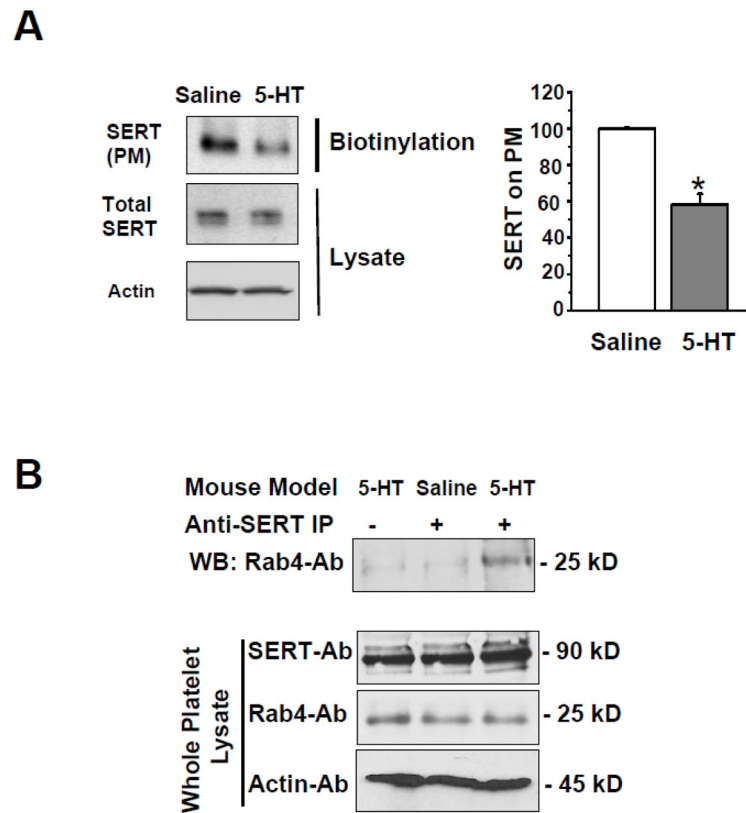 A
Saline 5-HT
SERT
(PM)
Biotinylation
Total
SERT
Lysate
Actin
SERT on PM
120
100
80
60
40
20
0
*
Saline 5-HT
B
Mouse Model 5-HT Saline 5-HT
Anti-SERT IP - + +
WB: Rab4-Ab - 25 kD
Whole Platelet
Lysate
SERT-Ab - 90 kD
Rab4-Ab - 25 kD
Actin-Ab - 45 kD